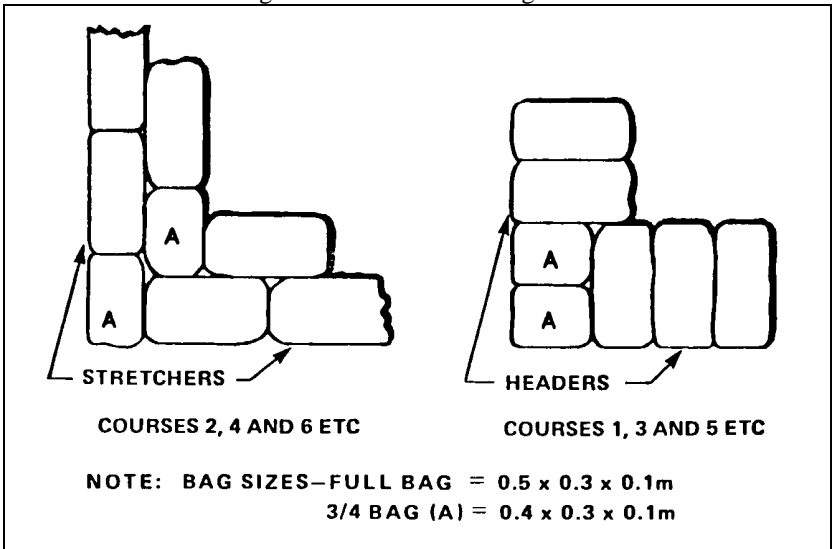 A
A
STRETCHERS
COURSES 2, 4 AND 6 ETC
A
A
HEADERS
COURSES 1, 3 AND 5 ETC
NOTE: BAG SIZES–FULL BAG = 0.5 x 0.3 x 0.1m
3/4 BAG (A) = 0.4 x 0.3 x 0.1m